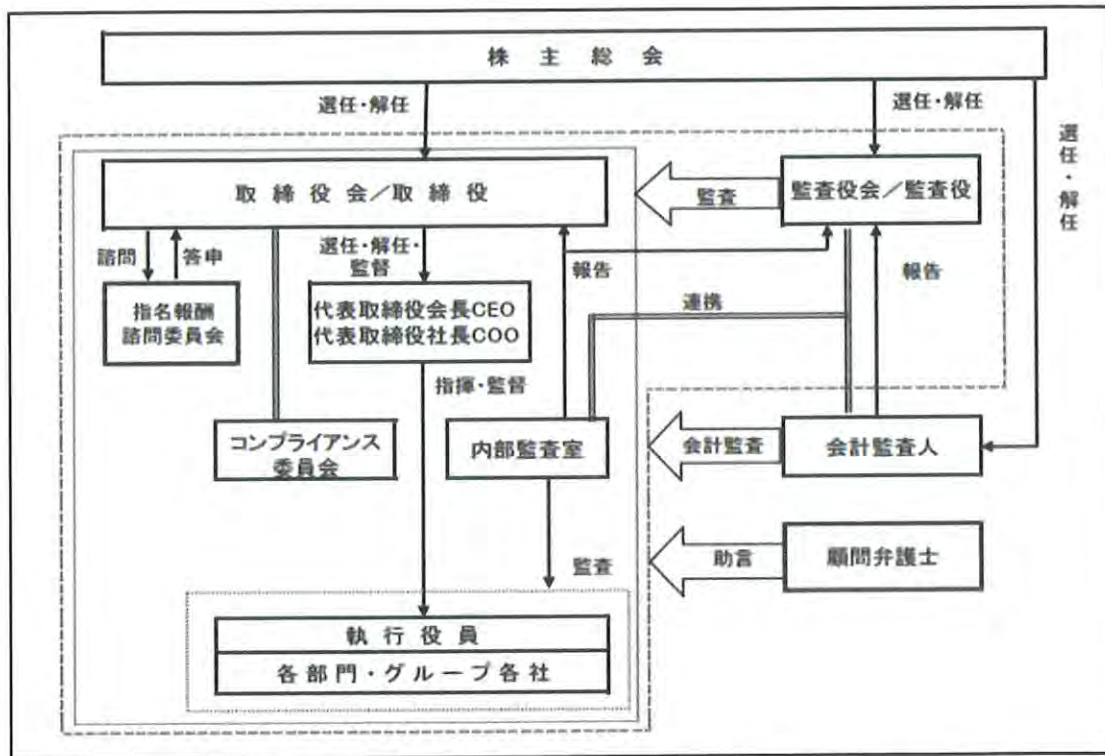 株主総会
選任・解任
選任・解任
選任・解任
取締役会／取締役
監査
監査役会／監査役
諮問
答申
選任・解任・
監督
報告
報告
指名報酬
諮問委員会
代表取締役会長CEO
代表取締役社長COO
連携
指揮・監督
コンプライアンス
委員会
内部監査室
会計監査
会計監査人
監査
助言
顧問弁護士
執行役員
各部門・グループ各社